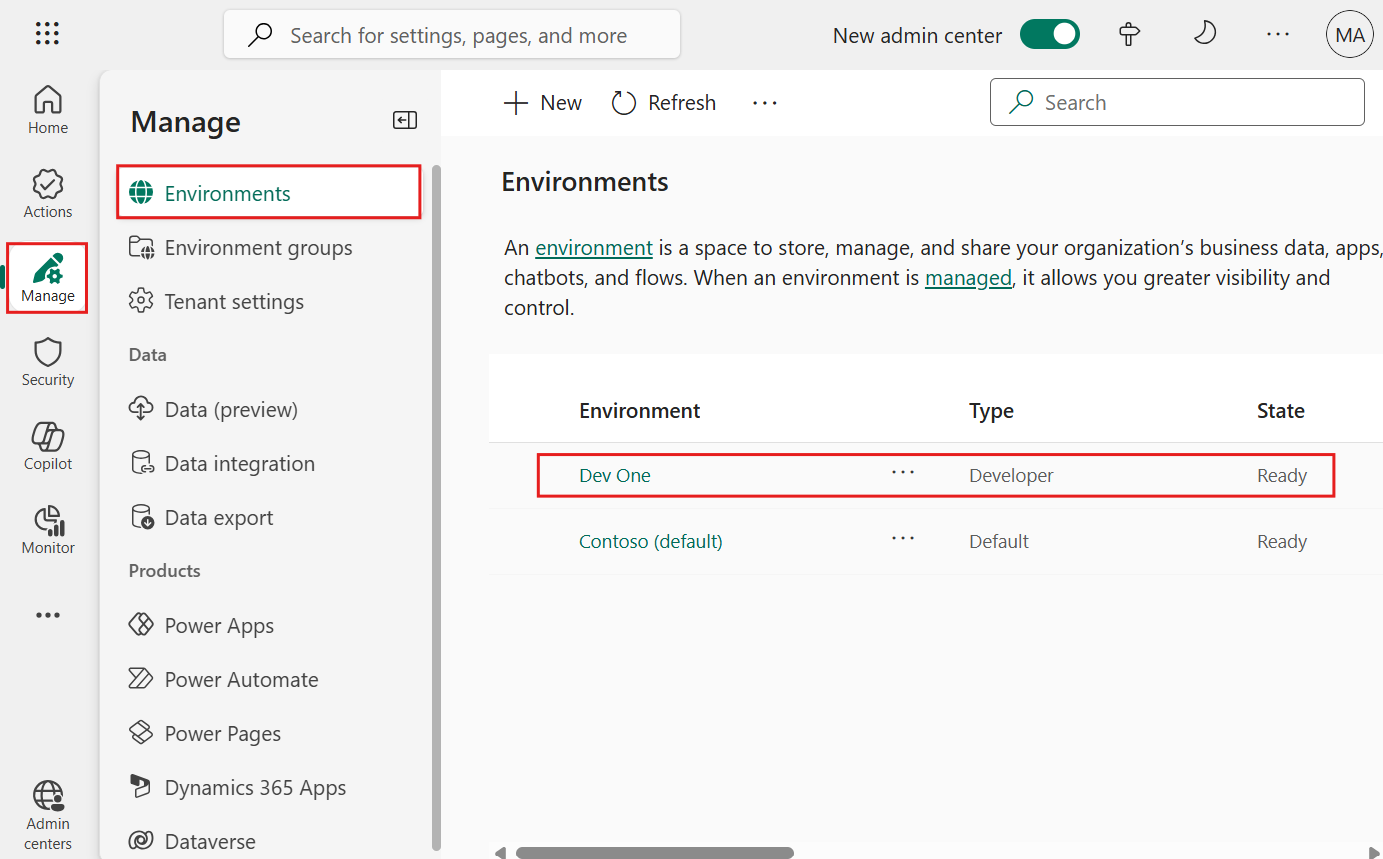 Search for settings, pages, and more
New admin center
MA
Home
Actions
Manage
Security
Copilot
Monitor
Admin
centers
Manage
Environments
Environment groups
Tenant settings
Data
Data (preview)
Data integration
Data export
Products
Power Apps
Power Automate
Power Pages
Dynamics 365 Apps
Dataverse
New
Refresh
Search
Environments
An environment is a space to store, manage, and share your organization’s business data, apps,
chatbots, and flows. When an environment is managed, it allows you greater visibility and
control.
Environment Type State
Dev One ··· Developer Ready
Contoso (default) ··· Default Ready